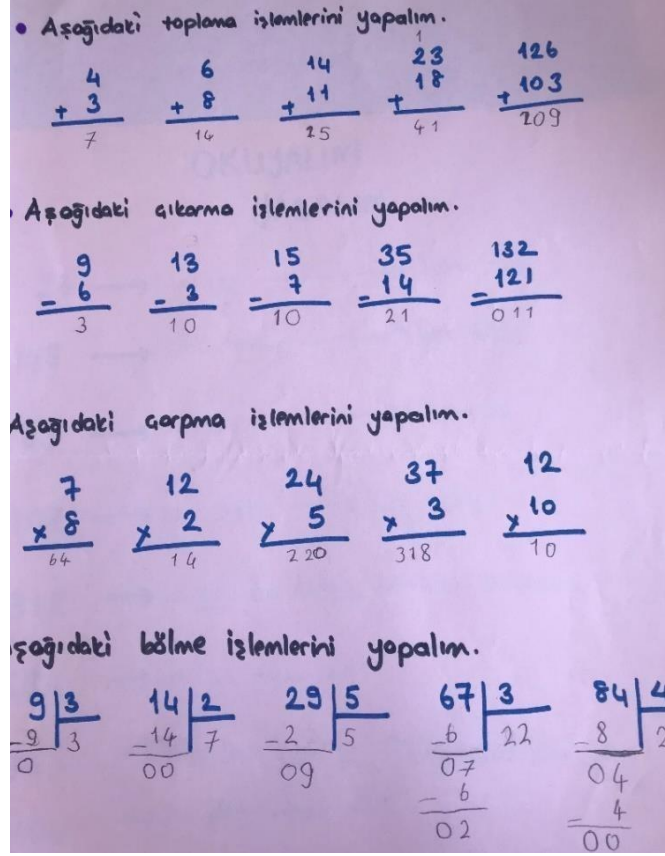 • Aşağıdaki toplama işlemlerini yapalım.
1
4 6 14 23 126
+ 3 + 8 + 11 + 18 + 103
7 14 25 41 209
• Aşağıdaki çıkarma işlemlerini yapalım.
9 13 15 35 132
- 6 - 3 - 7 - 14 - 121
3 10 10 21 011
Aşağıdaki çarpma işlemlerini yapalım.
7 12 24 37 12
x 8 x 2 x 5 x 3 x 10
64 14 220 318 10
şağıdaki bölme işlemlerini yapalım.
9 3 14 2 29 5 67 3 84 4
-9 3 -14 7 -2 5 -6 22 -8 2
0 00 09 07 04
- 6 - 4
02 00